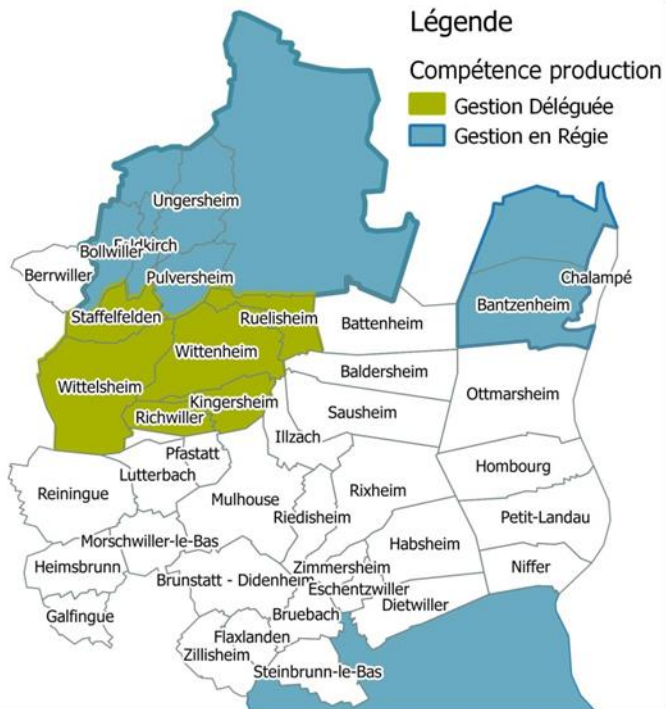 Légende
Compétence production
Gestion Déléguée
Gestion en Régie
Ungersheim
Feldkirch
Bollwiller
Berrwiller
Pulversheim
Chalampé
Bantzenheim
Staffelfelden
Ruelisheim
Battenheim
Wittenheim
Wittelsheim
Baldersheim
Ottmarsheim
Kingersheim
Richwiller
Sausheim
Illzach
Pfastatt
Hombourg
Lutterbach
Reiningue
Mulhouse
Rixheim
Riedisheim
Petit-Landau
Morschwiller-le-Bas
Habsheim
Heimsbrunn
Zimmersheim
Niffer
Brunstatt - Didenheim
Eschentzwiller
Dietwiller
Galfingue
Bruebach
Flaxlanden
Zillisheim
Steinbrunn-le-Bas